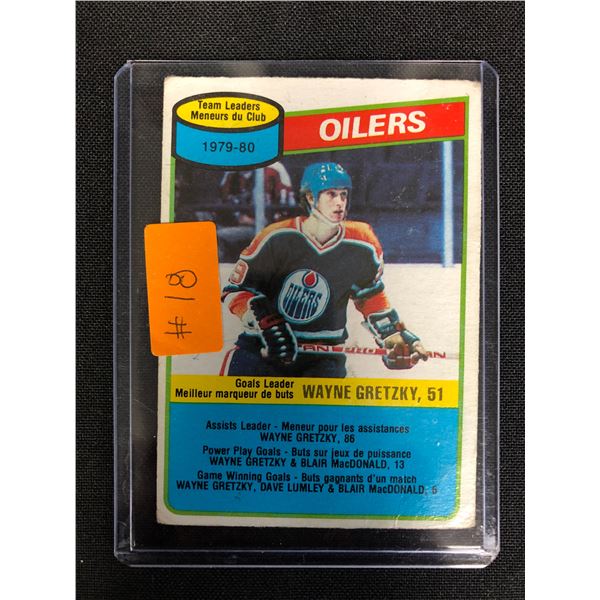 Team Leaders
Meneurs du Club
1979-80
OILERS
#18
9
OILERS
Goals Leader
Meilleur marqueur de buts
WAYNE GRETZKY, 51
Assists Leader - Meneur pour les assistances
WAYNE GRETZKY, 86
Power Play Goals - Buts sur jeux de puissance
WAYNE GRETZKY & BLAIR MacDONALD, 13
Game Winning Goals - Buts gagnants d'un match
WAYNE GRETZKY, DAVE LUMLEY & BLAIR MacDONALD, 6